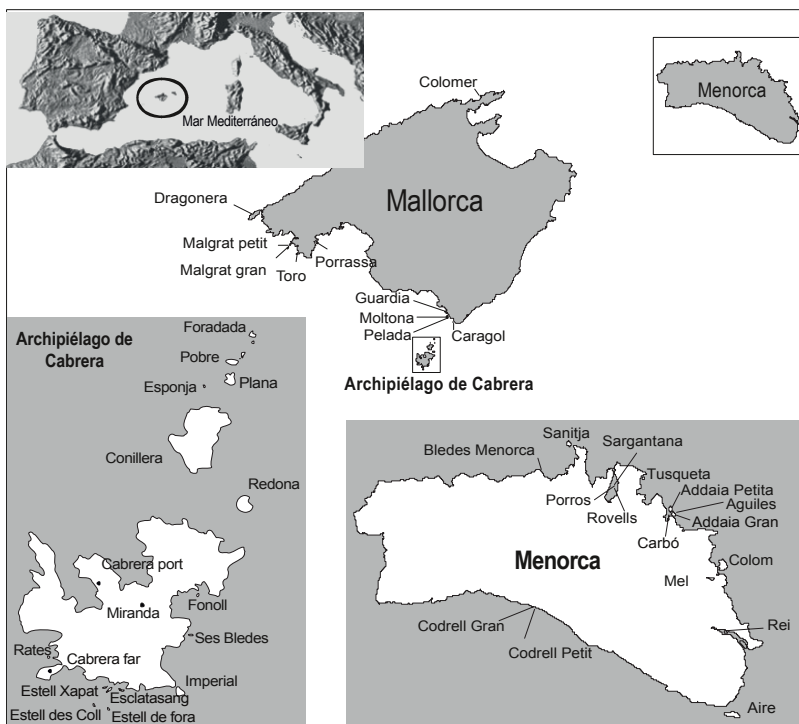 Mar Mediterráneo
Colomer
Menorca
Mallorca
Dragonera
Malgrat petit
Malgrat gran
Toro
Porrassa
Guardia
Moltona
Pelada
Caragol
Archipiélago de Cabrera
Archipiélago de
Cabrera
Foradada
Pobre
Esponja
Plana
Conillera
Redona
Cabrera port
Miranda
Fonoll
Ses Bledes
Rates
Cabrera far
Imperial
Estell Xapat
Esclatasang
Estell des Coll
Estell de fora
Sanitja
Sargantana
Bledes Menorca
Tusqueta
Addaia Petita
Porros
Aguiles
Rovells
Addaia Gran
Carbó
Menorca
Colom
Mel
Codrell Gran
Rei
Codrell Petit
Aire